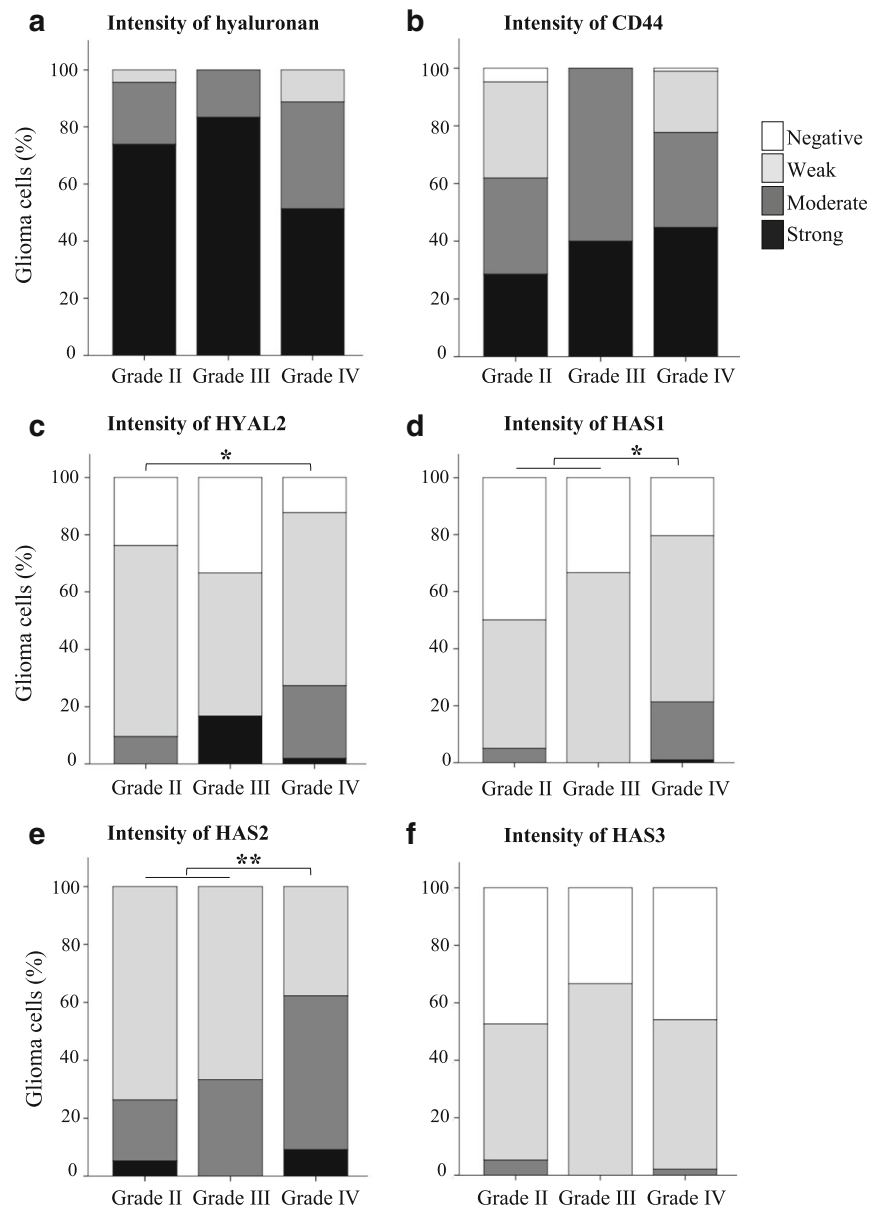 a Intensity of hyaluronan
100
80
60
40
20
0
Glioma cells (%)
Grade II Grade III Grade IV
b Intensity of CD44
100
80
60
40
20
0
Grade II Grade III Grade IV
Negative
Weak
Moderate
Strong
c Intensity of HYAL2
*
100
80
60
40
20
0
Glioma cells (%)
Grade II Grade III Grade IV
d Intensity of HAS1
*
100
80
60
40
20
0
Grade II Grade III Grade IV
e Intensity of HAS2
**
100
80
60
40
20
0
Glioma cells (%)
Grade II Grade III Grade IV
f Intensity of HAS3
100
80
60
40
20
0
Grade II Grade III Grade IV